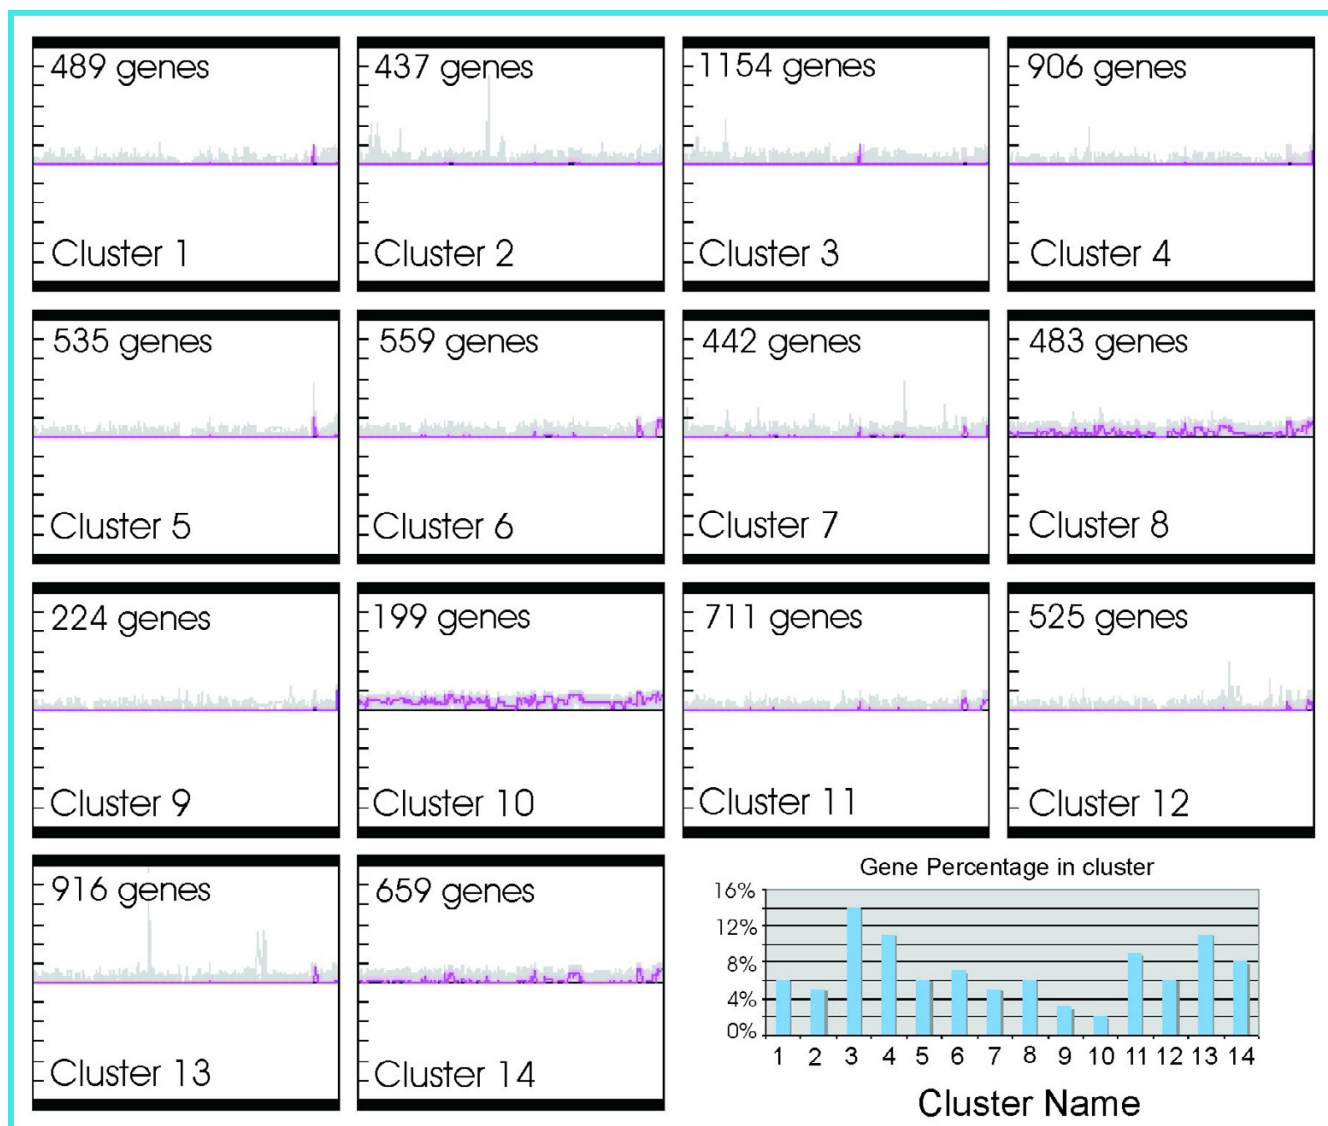 489 genes
Cluster 1
437 genes
Cluster 2
1154 genes
Cluster 3
906 genes
Cluster 4
535 genes
Cluster 5
559 genes
Cluster 6
442 genes
Cluster 7
483 genes
Cluster 8
224 genes
Cluster 9
199 genes
Cluster 10
711 genes
Cluster 11
525 genes
Cluster 12
916 genes
Cluster 13
659 genes
Cluster 14
Gene Percentage in cluster
16%
12%
8%
4%
0%
1 2 3 4 5 6 7 8 9 10 11 12 13 14
Cluster Name